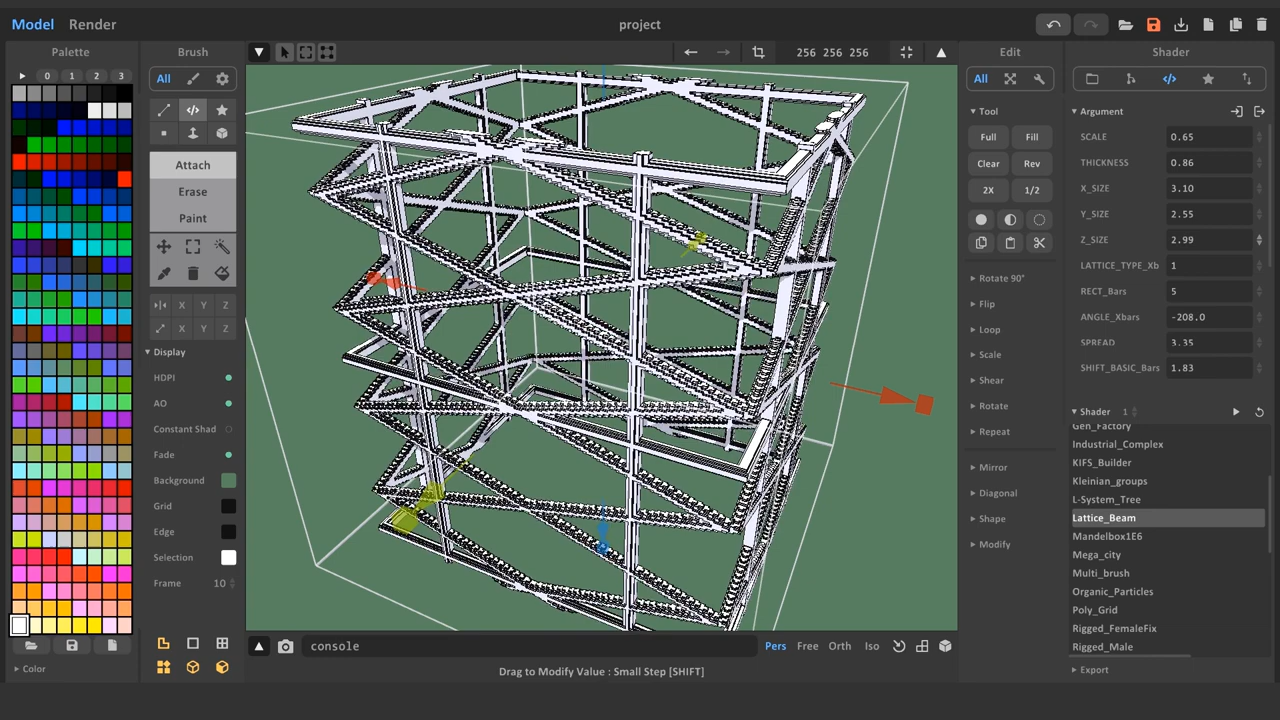 Model Render
project
Palette
0 1 2 3
Color
Brush
All
Attach
Erase
Paint
X Y Z
X Y Z
Display
HDPI
AO
Constant Shad
Fade
Background
Grid
Edge
Selection
Frame 10
256 256 256
console
Pers Free Orth Iso
Drag to Modify Value : Small Step [SHIFT]
Edit
All
Tool
Full Fill
Clear Rev
2X 1/2
Rotate 90°
Flip
Loop
Scale
Shear
Rotate
Repeat
Mirror
Diagonal
Shape
Modify
Shader
Argument
SCALE 0.65
THICKNESS 0.86
X_SIZE 3.10
Y_SIZE 2.55
Z_SIZE 2.99
LATTICE_TYPE_Xb 1
RECT_Bars 5
ANGLE_Xbars -208.0
SPREAD 3.35
SHIFT_BASIC_Bars 1.83
Shader 1
Gen_Factory
Industrial_Complex
KIFS_Builder
Kleinian_groups
L-System_Tree
Lattice_Beam
Mandelbox1E6
Mega_city
Multi_brush
Organic_Particles
Poly_Grid
Rigged_FemaleFix
Rigged_Male
Export